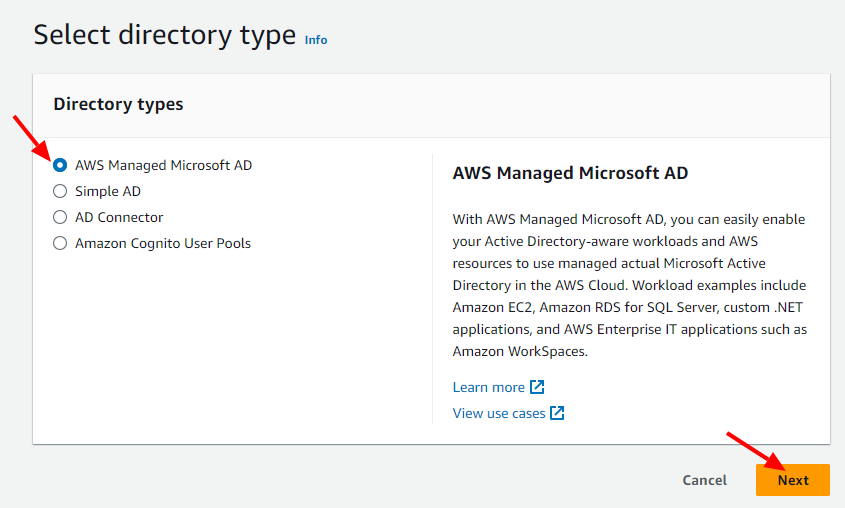 Select directory type Info
Directory types
AWS Managed Microsoft AD
Simple AD
AD Connector
Amazon Cognito User Pools
AWS Managed Microsoft AD
With AWS Managed Microsoft AD, you can easily enable
your Active Directory-aware workloads and AWS
resources to use managed actual Microsoft Active
Directory in the AWS Cloud. Workload examples include
Amazon EC2, Amazon RDS for SQL Server, custom .NET
applications, and AWS Enterprise IT applications such as
Amazon WorkSpaces.
Learn more
View use cases
Cancel
Next